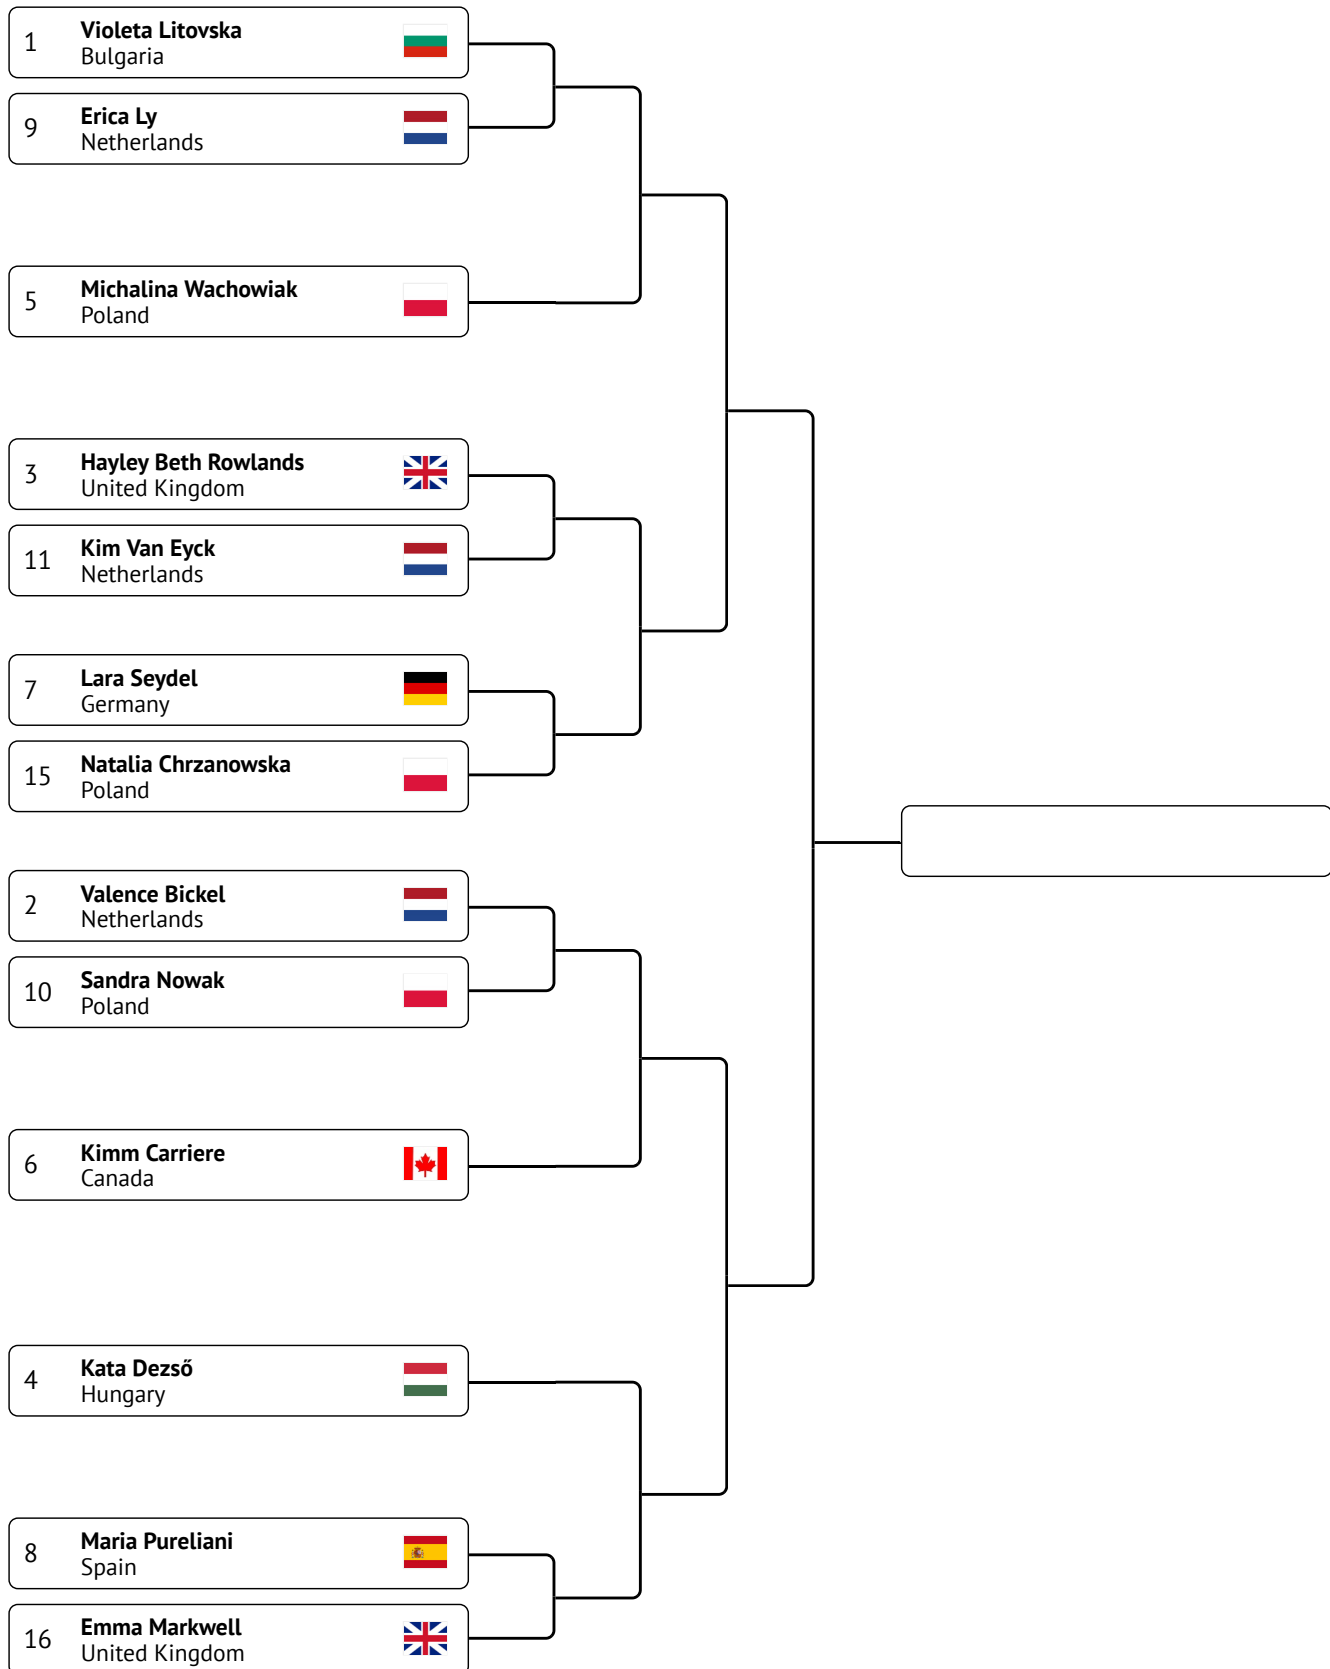 1
Violeta Litovska
Bulgaria
9
Erica Ly
Netherlands
5
Michalina Wachowiak
Poland
3
Hayley Beth Rowlands
United Kingdom
11
Kim Van Eyck
Netherlands
7
Lara Seydel
Germany
15
Natalia Chrzanowska
Poland
2
Valence Bickel
Netherlands
10
Sandra Nowak
Poland
6
Kimm Carriere
Canada
4
Kata Dezső
Hungary
8
Maria Pureliani
Spain
16
Emma Markwell
United Kingdom